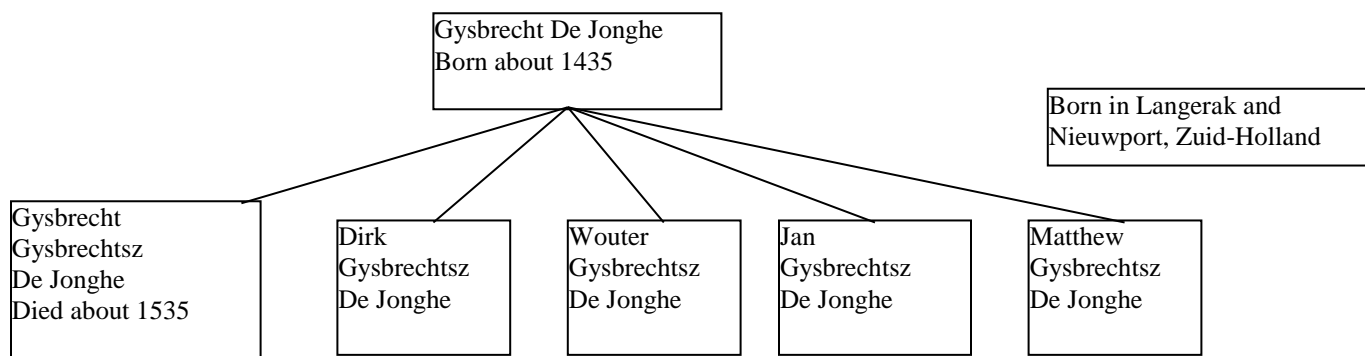 Gysbrecht De Jonghe
Born about 1435
Born in Langerak and
Nieuwport, Zuid-Holland
Gysbrecht
Gysbrechtsz
De Jonghe
Died about 1535
Dirk
Gysbrechtsz
De Jonghe
Wouter
Gysbrechtsz
De Jonghe
Jan
Gysbrechtsz
De Jonghe
Matthew
Gysbrechtsz
De Jonghe